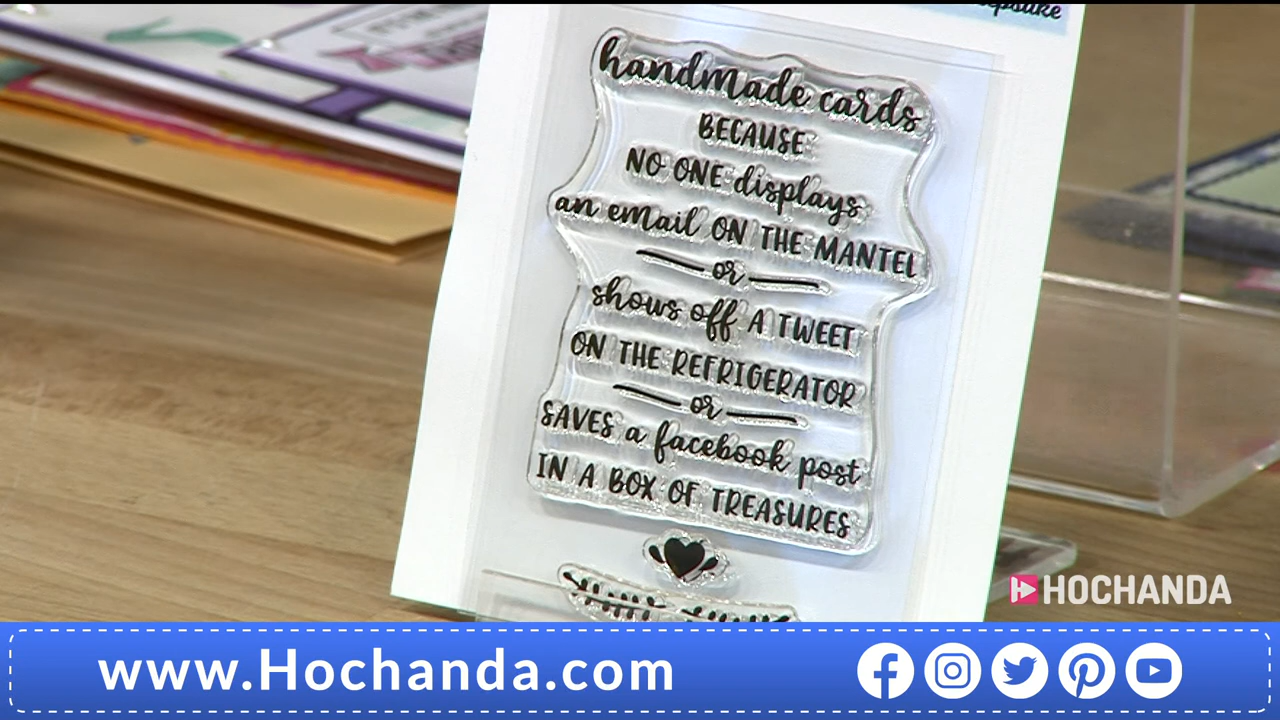 handmade cards
BECAUSE
NO ONE displays
an email ON THE MANTEL
or
shows off A TWEET
ON THE REFRIGERATOR
or
SAVES a facebook post
IN A BOX OF TREASURES
HOCHANDA
www.Hochanda.com